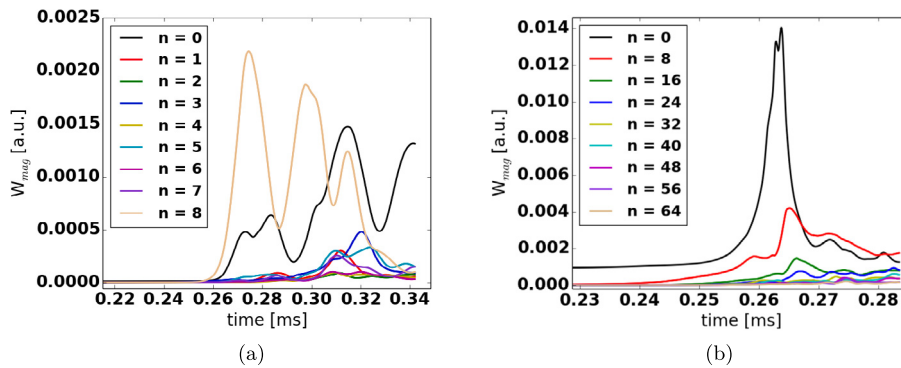 0.0025
0.0020
0.0015
0.0010
0.0005
0.0000
W_mag [a.u.]
n = 0
n = 1
n = 2
n = 3
n = 4
n = 5
n = 6
n = 7
n = 8
0.22 0.24 0.26 0.28 0.30 0.32 0.34
time [ms]
(a)
0.014
0.012
0.010
0.008
0.006
0.004
0.002
0.000
W_mag [a.u.]
n = 0
n = 8
n = 16
n = 24
n = 32
n = 40
n = 48
n = 56
n = 64
0.23 0.24 0.25 0.26 0.27 0.28
time [ms]
(b)